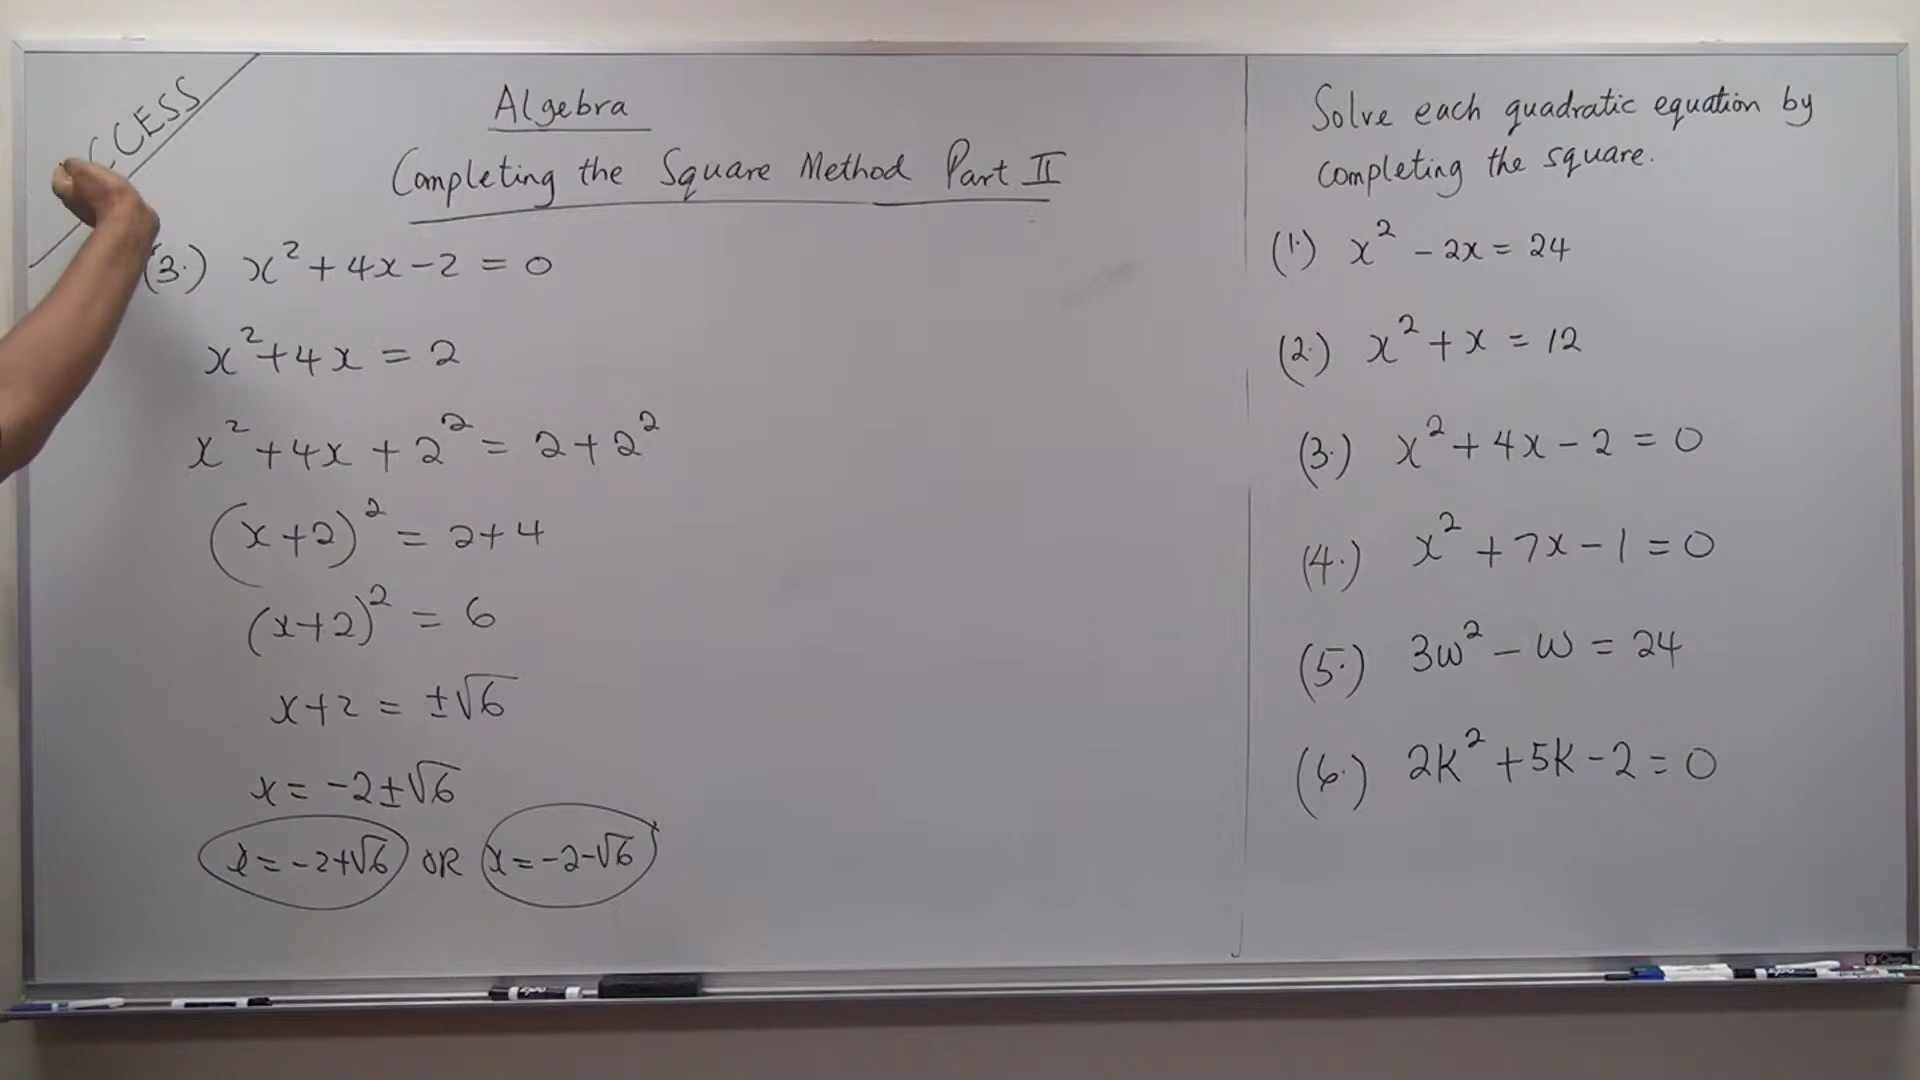 CCESS
Algebra
Completing the Square Method Part II
(3.) x² + 4x - 2 = 0
x² + 4x = 2
x² + 4x + 2² = 2 + 2²
(x+2)² = 2+4
(x+2)² = 6
x+2 = ±√6
x = -2±√6
x = -2+√6 OR x = -2-√6
Solve each quadratic equation by
completing the square.
(1.) x² - 2x = 24
(2.) x² + x = 12
(3.) x² + 4x - 2 = 0
(4.) x² + 7x - 1 = 0
(5.) 3w² - w = 24
(6.) 2K² + 5K - 2 = 0